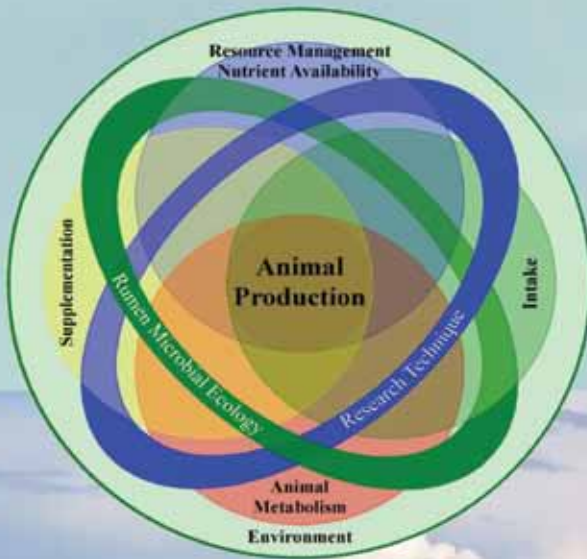 Resource Management
Nutrient Availability
Supplementation
Animal
Production
Intake
Rumen Microbial Ecology
Research Technique
Animal
Metabolism
Environment